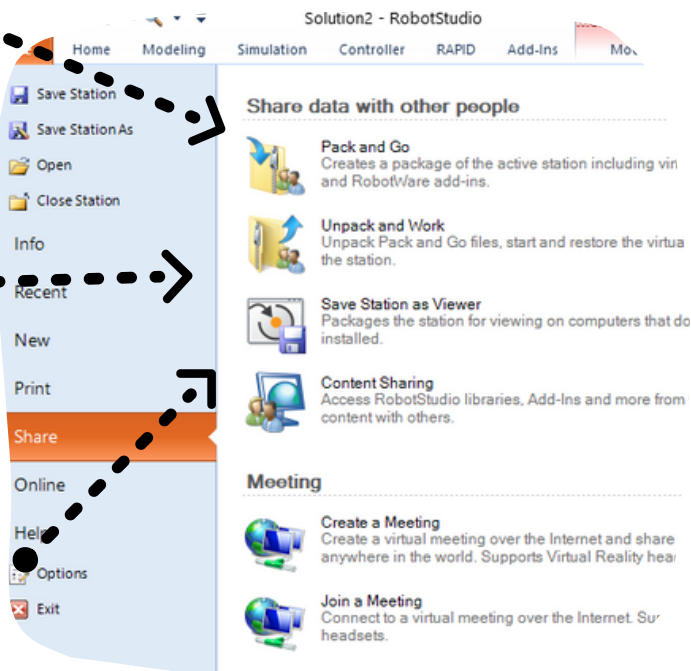 Solution2 - RobotStudio
Home Modeling Simulation Controller RAPID Add-Ins
Save Station
Save Station As
Open
Close Station
Info
Recent
New
Print
Share
Online
Help
Options
Exit
Share data with other people
Pack and Go
Creates a package of the active station including
and RobotWare add-ins.
Unpack and Work
Unpack Pack and Go files, start and restore the
the station.
Save Station as Viewer
Packages the station for viewing on computers that
installed.
Content Sharing
Access RobotStudio libraries, Add-Ins and more from
content with others.
Meeting
Create a Meeting
Create a virtual meeting over the Internet and share
anywhere in the world. Supports Virtual Reality
Join a Meeting
Connect to a virtual meeting over the Internet.
headsets.